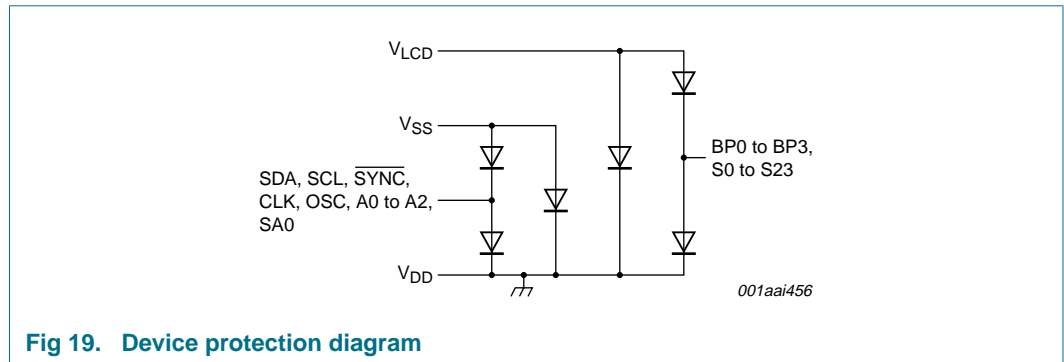 VLCD
VSS
SDA, SCL, SYNC,
CLK, OSC, A0 to A2,
SA0
BP0 to BP3,
S0 to S23
VDD
001aai456
Fig 19. Device protection diagram